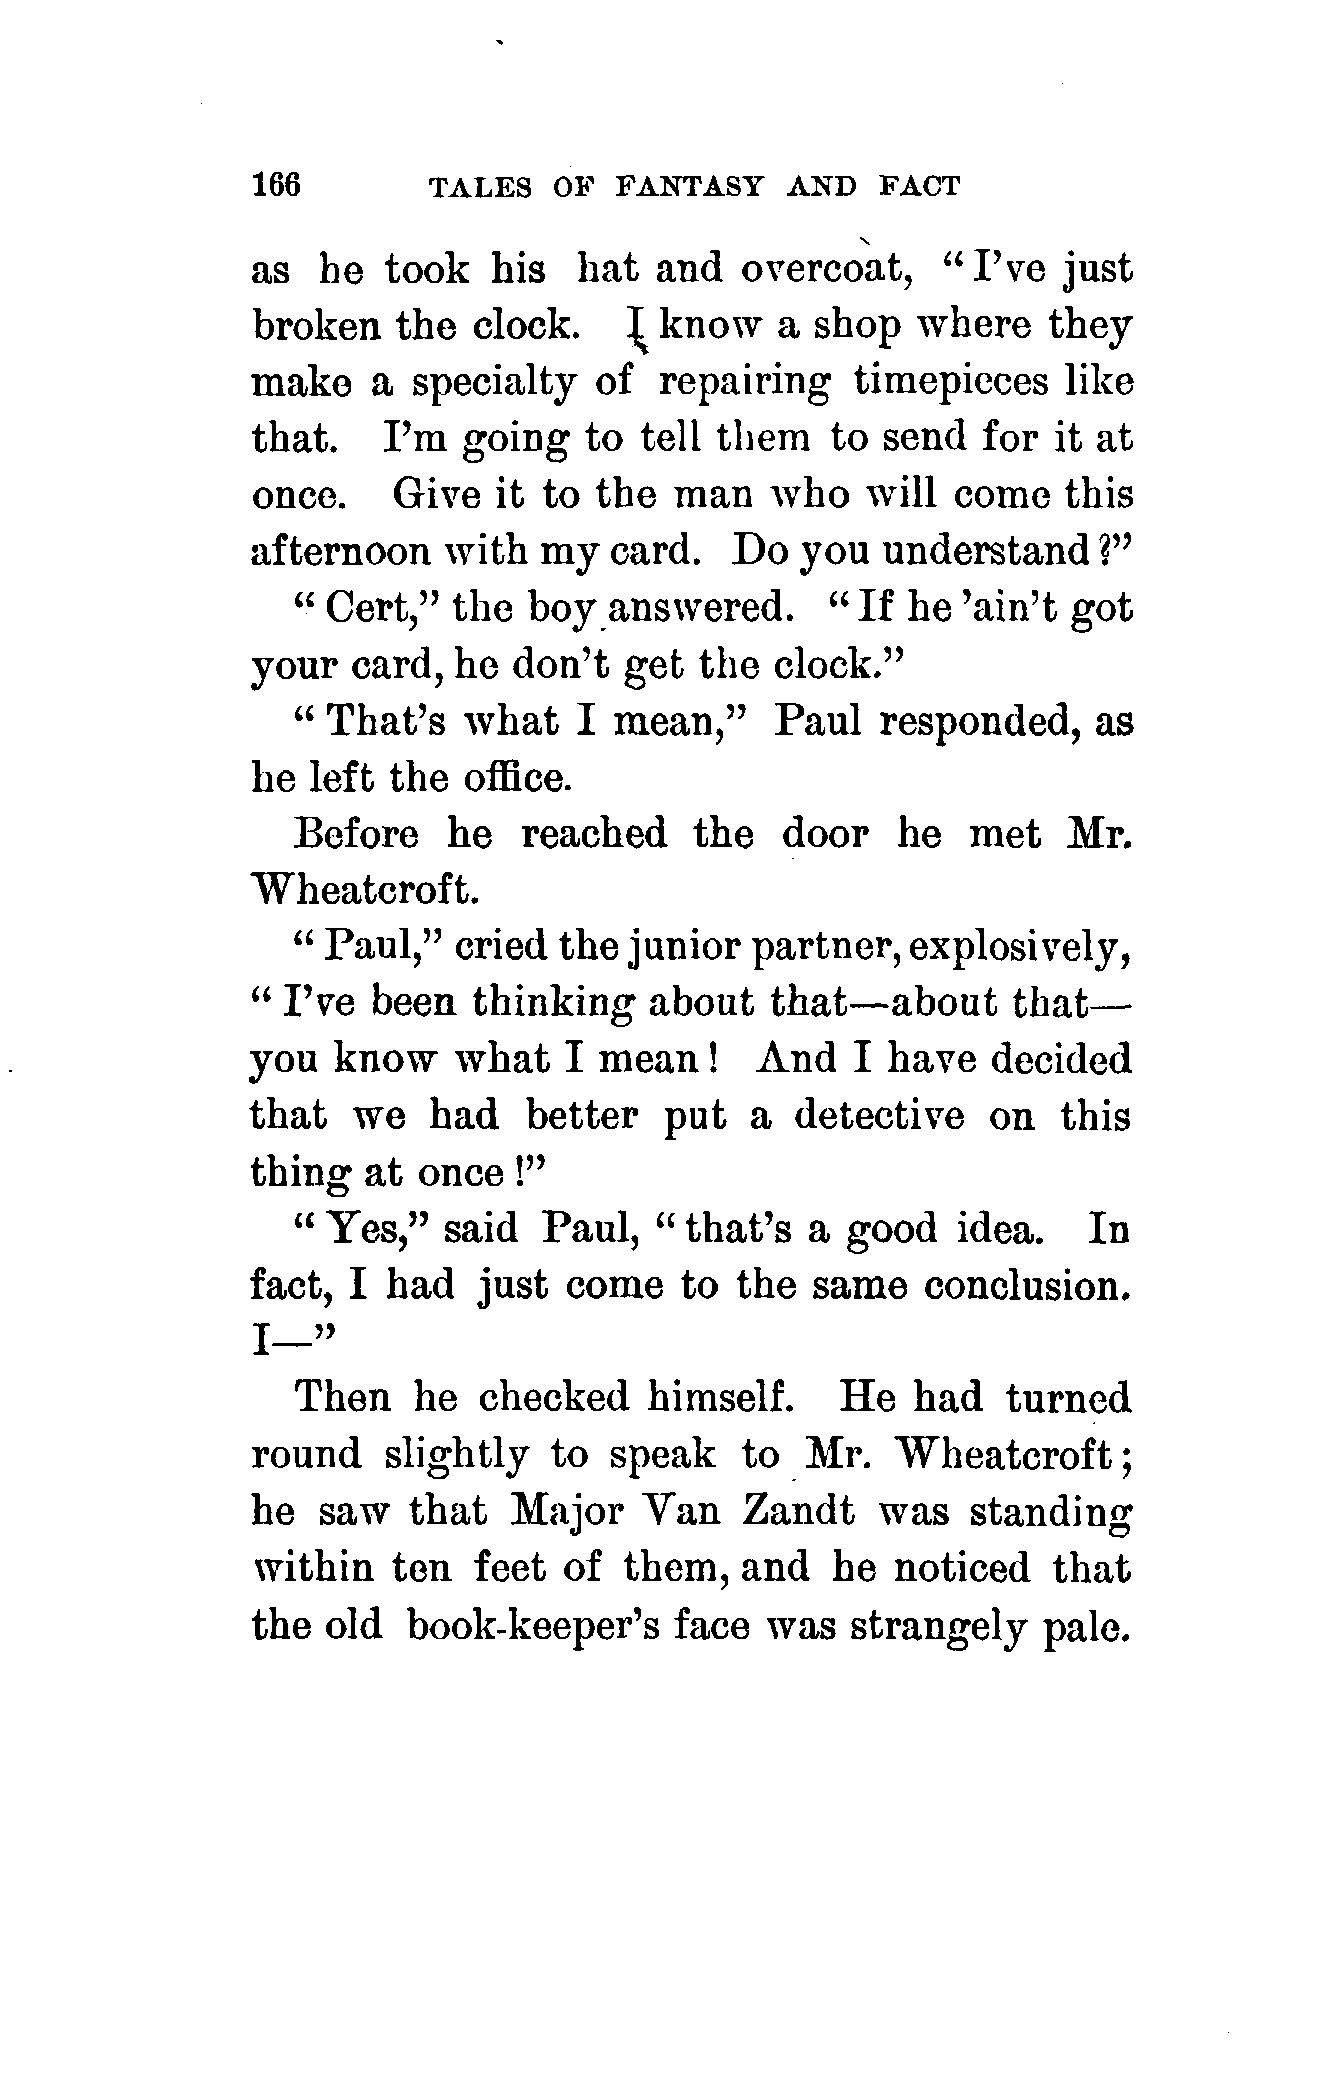 166 TALES OF FANTASY AND FACT
as he took his hat and overcoat, “I’ve just
broken the clock. I know a shop where they
make a specialty of repairing timepieces like
that. I’m going to tell them to send for it at
once. Give it to the man who will come this
afternoon with my card. Do you understand?”
“Cert,” the boy answered. “If he ’ain’t got
your card, he don’t get the clock.”
“That’s what I mean,” Paul responded, as
he left the office.
Before he reached the door he met Mr.
Wheatcroft.
“Paul,” cried the junior partner, explosively,
“I’ve been thinking about that—about that—
you know what I mean! And I have decided
that we had better put a detective on this
thing at once!”
“Yes,” said Paul, “that’s a good idea. In
fact, I had just come to the same conclusion.
I—”
Then he checked himself. He had turned
round slightly to speak to Mr. Wheatcroft;
he saw that Major Van Zandt was standing
within ten feet of them, and he noticed that
the old book-keeper’s face was strangely pale.